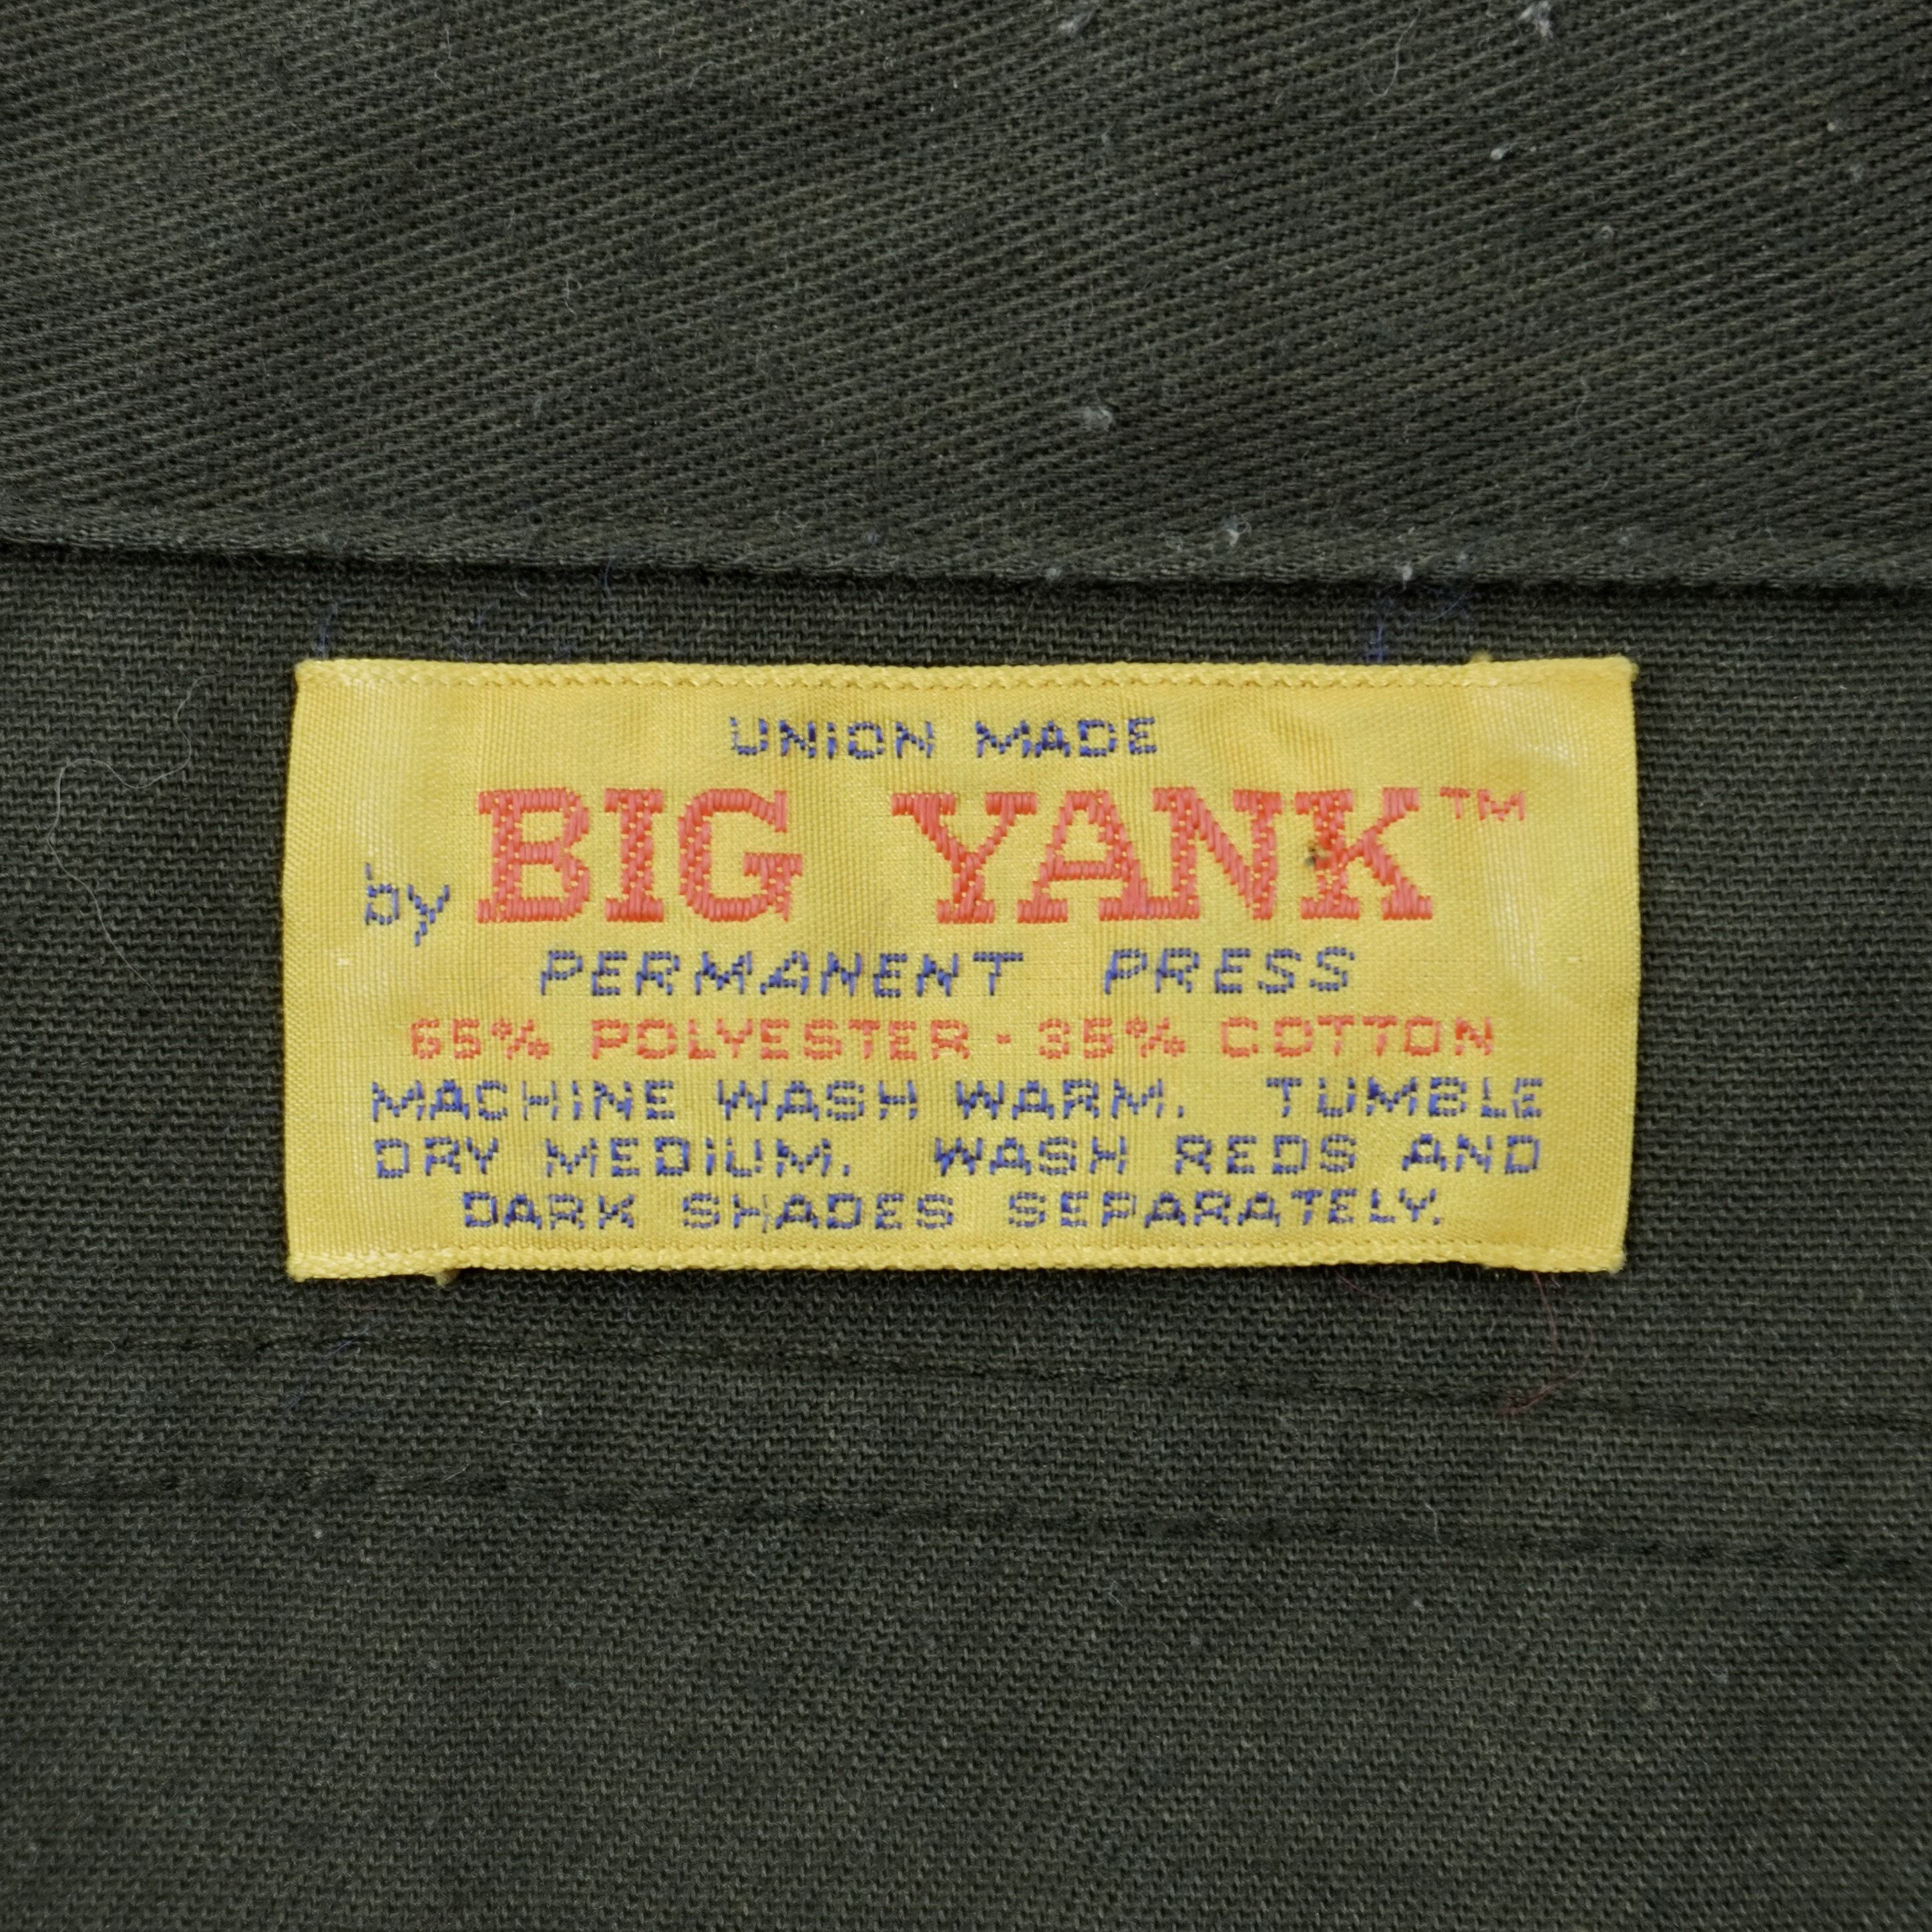 UNION MADE
by BIG YANK™
PERMANENT PRESS
65% POLYESTER · 35% COTTON
MACHINE WASH WARM. TUMBLE
DRY MEDIUM. WASH REDS AND
DARK SHADES SEPARATELY.